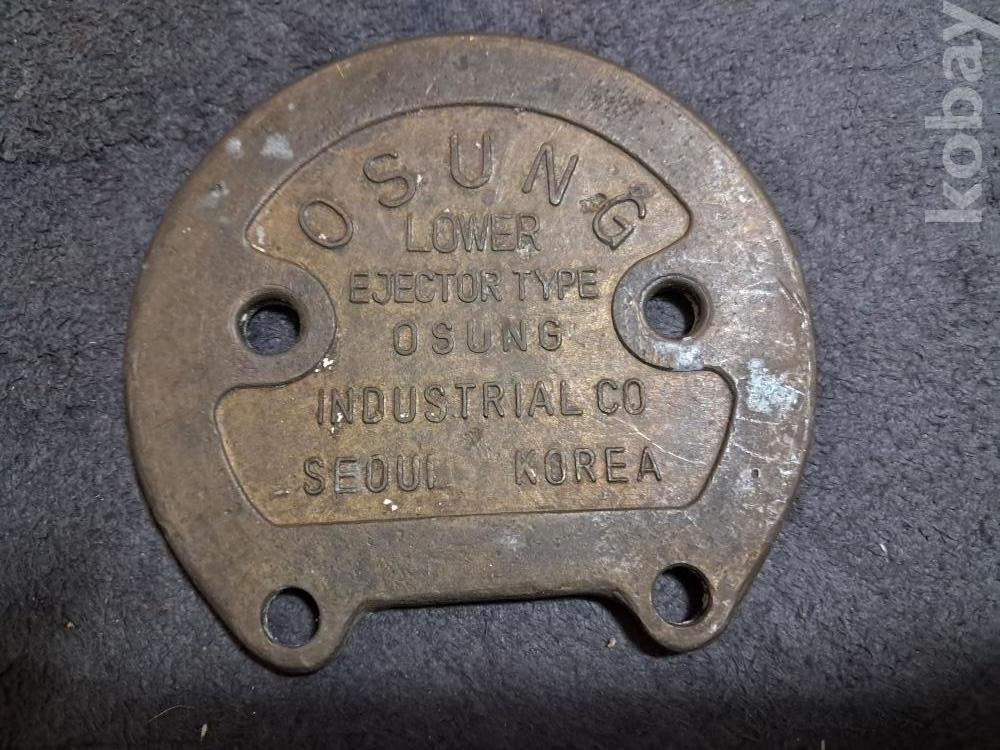 OSUNG
LOWER
EJECTOR TYPE
OSUNG
INDUSTRIAL CO
SEOUL KOREA
kobay